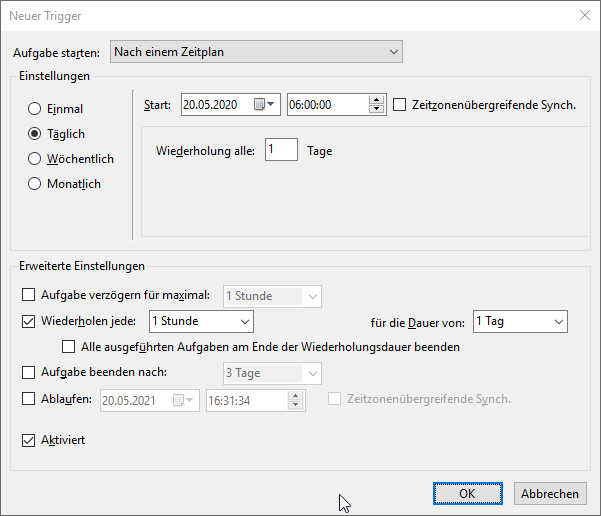 Neuer Trigger
Aufgabe starten: Nach einem Zeitplan
Einstellungen
Einmal
Täglich
Wöchentlich
Monatlich
Start: 20.05.2020 06:00:00 Zeitzonenübergreifende Synch.
Wiederholung alle: 1 Tage
Erweiterte Einstellungen
Aufgabe verzögern für maximal: 1 Stunde
Wiederholen jede: 1 Stunde für die Dauer von: 1 Tag
Alle ausgeführten Aufgaben am Ende der Wiederholungsdauer beenden
Aufgabe beenden nach: 3 Tage
Ablaufen: 20.05.2021 16:31:34 Zeitzonenübergreifende Synch.
Aktiviert
OK Abbrechen